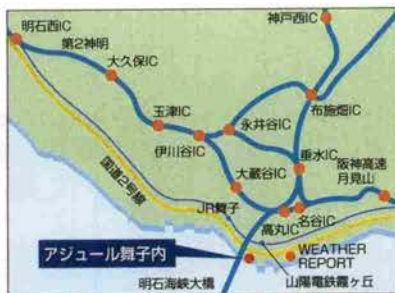 神戸西IC
明石西IC
第2神明
大久保IC
布施畑IC
玉津IC
永井谷IC
伊川谷IC
垂水IC
阪神高速
月見山
大蔵谷IC
国道2号線
JR舞子
高丸IC
名谷IC
アジュール舞子内
WEATHER
REPORT
山陽電鉄霞ヶ丘
明石海峡大橋